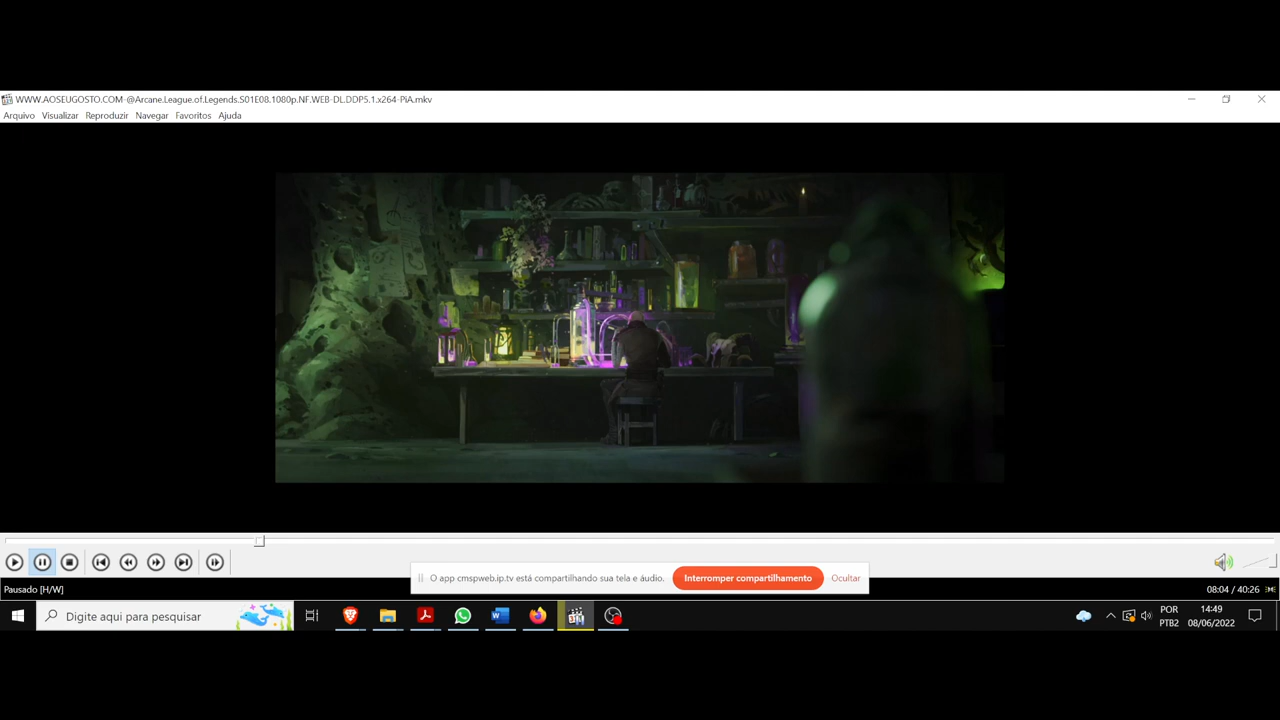 WWW.AOSEUGOSTO.COM-@Arcane.League.of.Legends.S01E08.1080p.NF.WEB-DL.DDP5.1.x264-PiA.mkv
Arquivo Visualizar Reproduzir Navegar Favoritos Ajuda
O app cmspweb.ip.tv está compartilhando sua tela e áudio. Interromper compartilhamento Ocultar
Pausado [H/W] 08:04 / 40:26
Digite aqui para pesquisar
POR 14:49
PTB2 08/06/2022